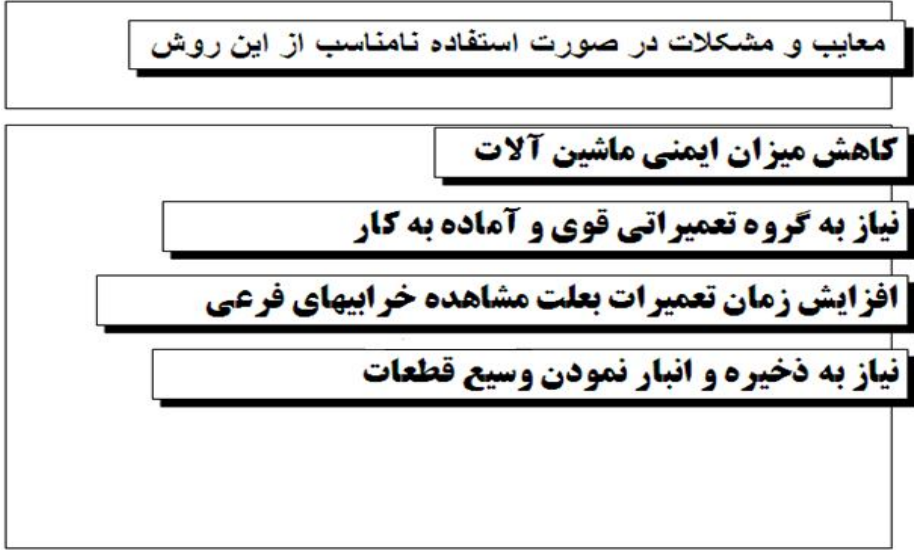 معایب و مشکلات در صورت استفاده نامناسب از این روش
کاهش میزان ایمنی ماشین آلات
نیاز به گروه تعمیراتی قوی و آماده به کار
افزایش زمان تعمیرات بعلت مشاهده خرابیهای فرعی
نیاز به ذخیره و انبار نمودن وسیع قطعات